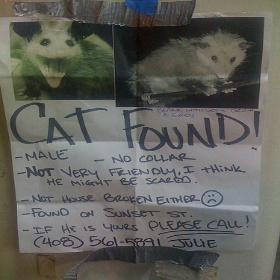 CAT FOUND!
- MALE - NO COLLAR
- NOT VERY FRIENDLY, I THINK
HE MIGHT BE SCARED.
- NOT HOUSE BROKEN EITHER
- FOUND ON SUNSET ST.
- IF HE IS YOURS PLEASE CALL!
(408) 561-5891 JULIE